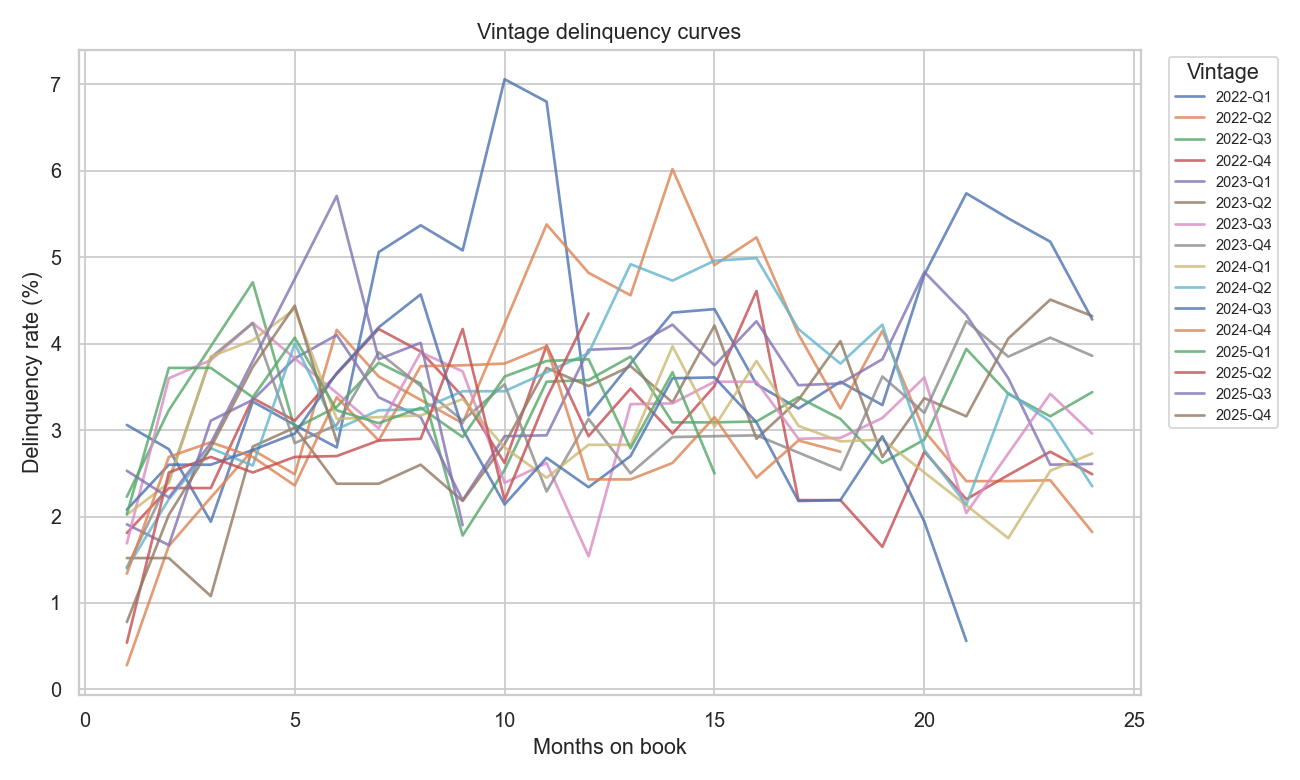 Vintage delinquency curves
Delinquency rate (%)
7
6
5
4
3
2
1
0
0 5 10 15 20 25
Months on book
Vintage
2022-Q1
2022-Q2
2022-Q3
2022-Q4
2023-Q1
2023-Q2
2023-Q3
2023-Q4
2024-Q1
2024-Q2
2024-Q3
2024-Q4
2025-Q1
2025-Q2
2025-Q3
2025-Q4